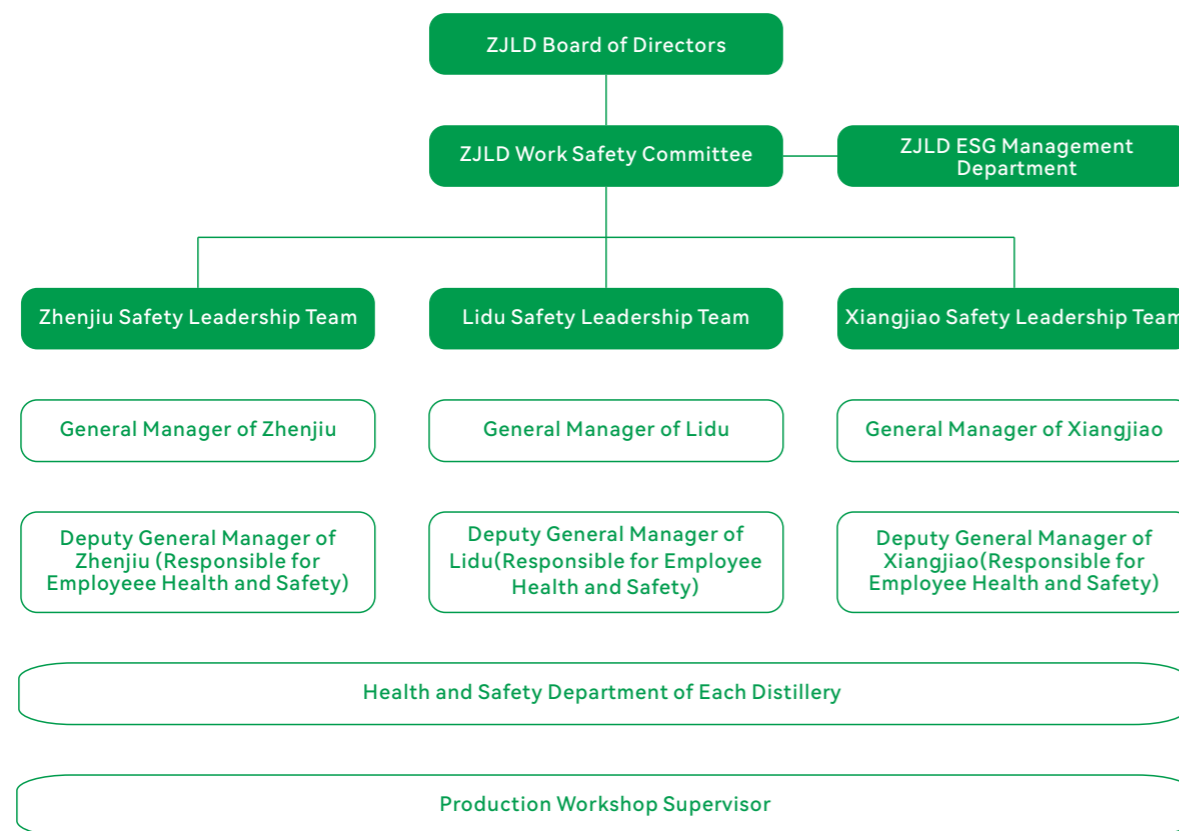 ZJLD Board of Directors
ZJLD Work Safety Committee
ZJLD ESG Management
Department
Zhenjiu Safety Leadership Team
Lidu Safety Leadership Team
Xiangjiao Safety Leadership Team
General Manager of Zhenjiu
General Manager of Lidu
General Manager of Xiangjiao
Deputy General Manager of
Zhenjiu (Responsible for
Employeee Health and Safety)
Deputy General Manager of
Lidu(Responsible for Employee
Health and Safety)
Deputy General Manager of
Xiangjiao(Responsible for
Employee Health and Safety)
Health and Safety Department of Each Distillery
Production Workshop Supervisor